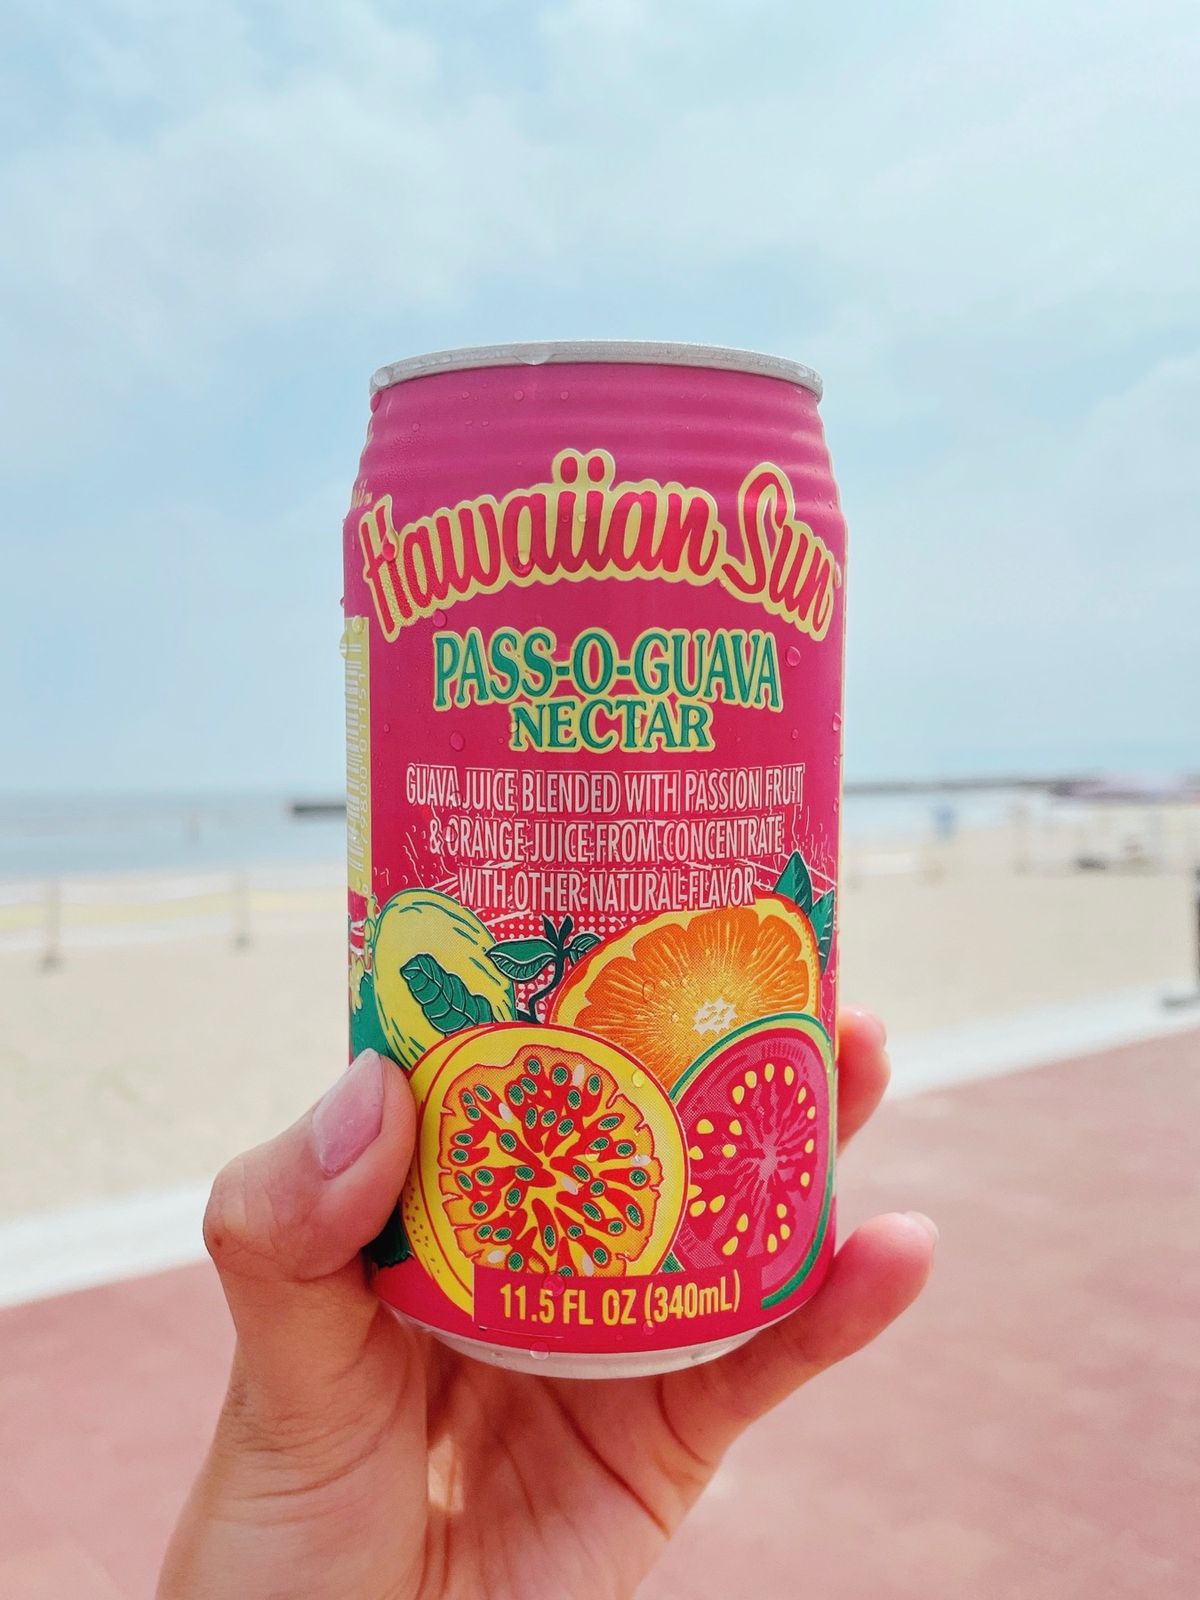 Hawaiian Sun
PASS-O-GUAVA
NECTAR
GUAVA JUICE BLENDED WITH PASSION FRUIT
& ORANGE JUICE FROM CONCENTRATE
WITH OTHER NATURAL FLAVOR
11.5 FL OZ (340mL)